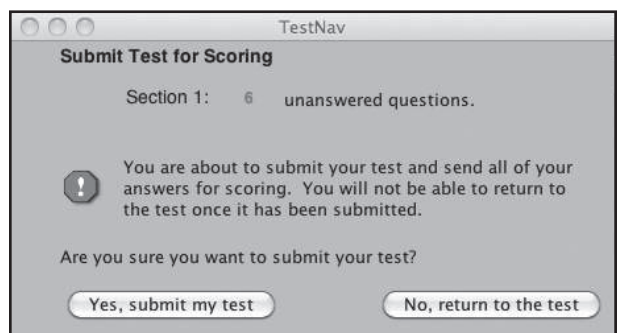 TestNav
Submit Test for Scoring
Section 1: 6 unanswered questions.
You are about to submit your test and send all of your
answers for scoring. You will not be able to return to
the test once it has been submitted.
Are you sure you want to submit your test?
Yes, submit my test
No, return to the test